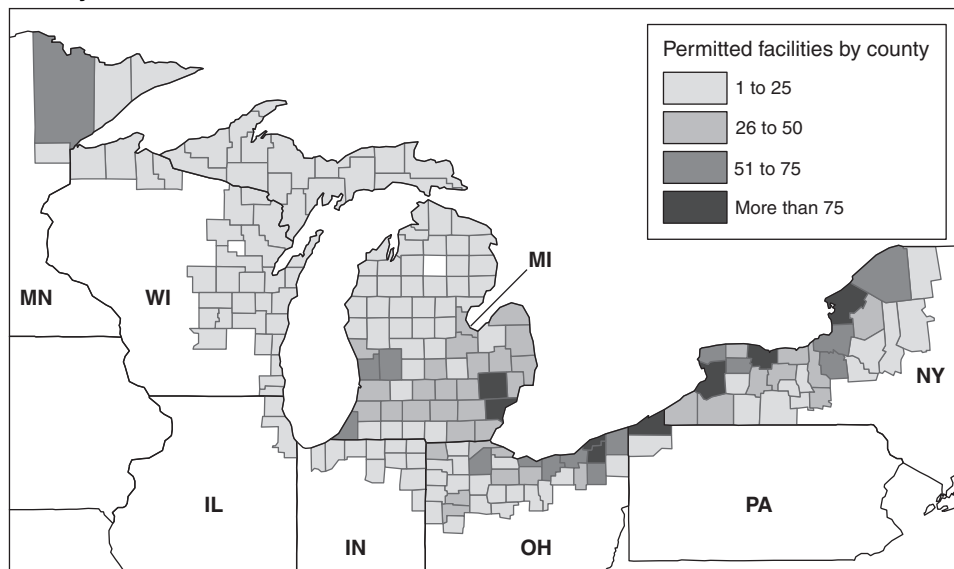 Permitted facilities by county
1 to 25
26 to 50
51 to 75
More than 75
MI
MN
WI
NY
IL
PA
IN
OH